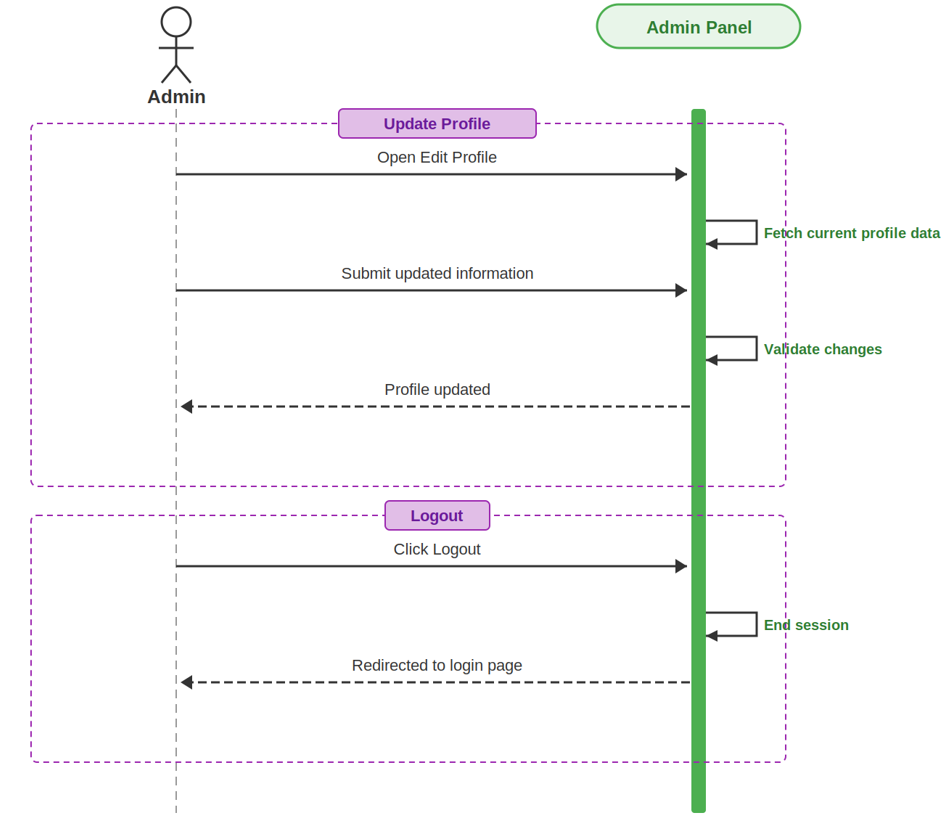 Admin Panel
Admin
Update Profile
Open Edit Profile
Fetch current profile data
Submit updated information
Validate changes
Profile updated
Logout
Click Logout
End session
Redirected to login page